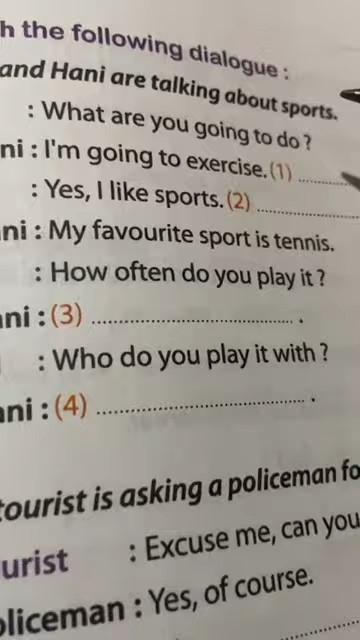 h the following dialogue :
and Hani are talking about sports.
: What are you going to do ?
ni : I'm going to exercise. (1) ..................
: Yes, I like sports. (2) ..........................
ni : My favourite sport is tennis.
: How often do you play it ?
ani : (3) ............................................. .
: Who do you play it with ?
ani : (4) ............................................. .
tourist is asking a policeman fo
urist : Excuse me, can you
oliceman : Yes, of course.